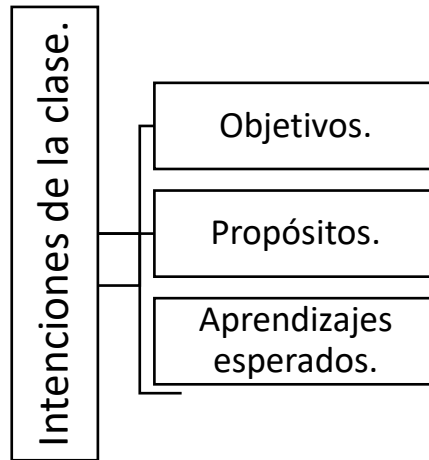 Intenciones de la clase.
Objetivos.
Propósitos.
Aprendizajes
esperados.